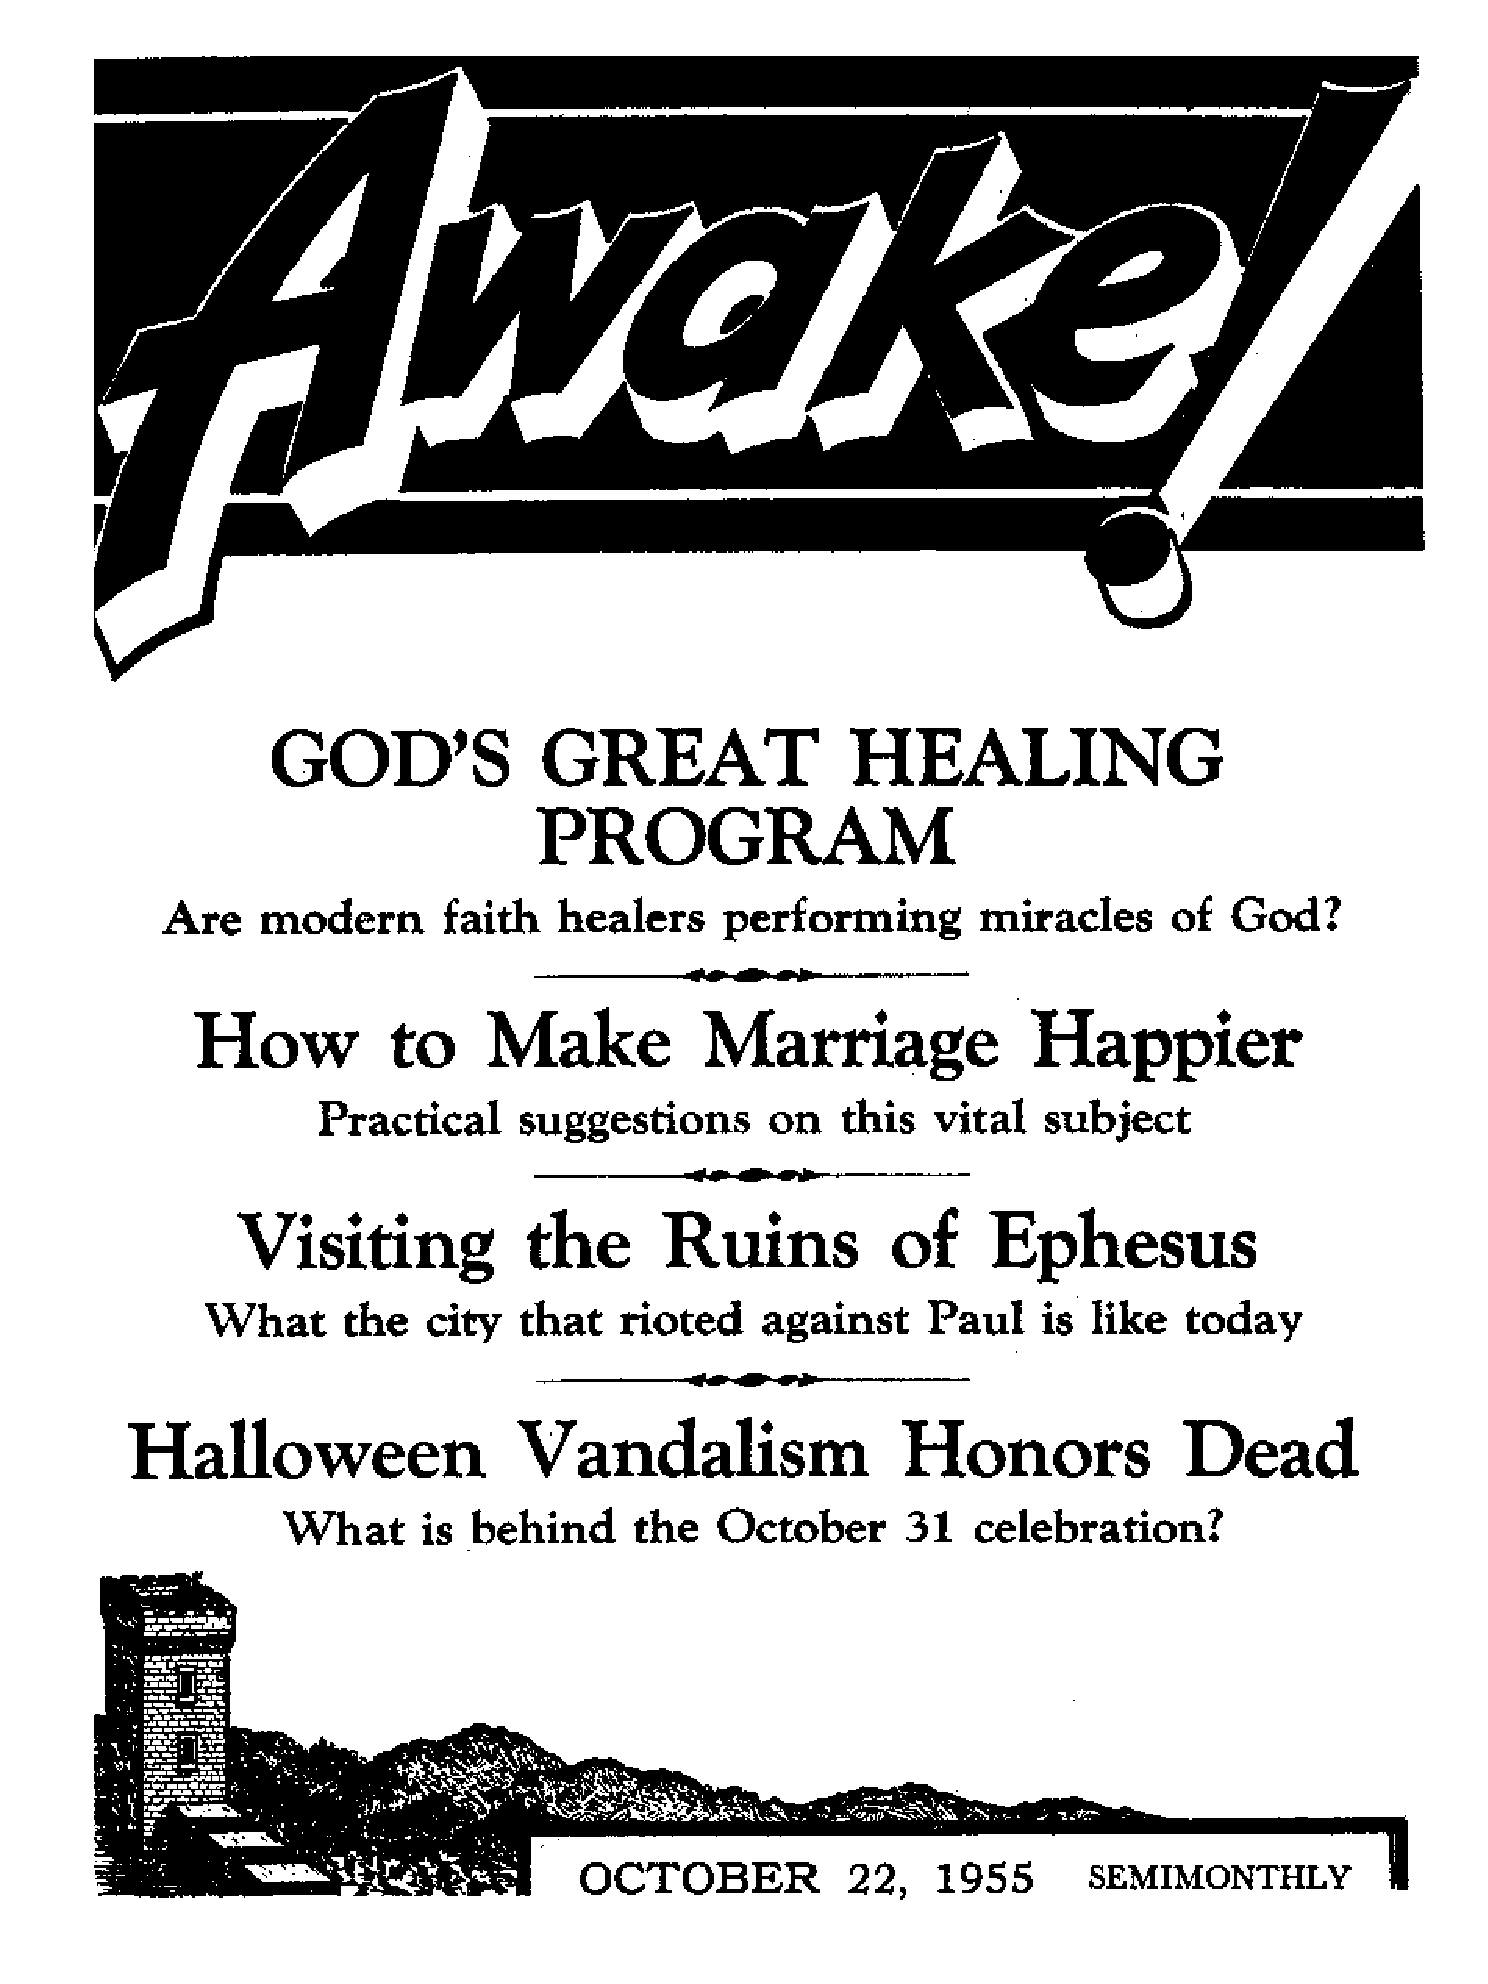 Awake!
GOD'S GREAT HEALING
PROGRAM
Are modern faith healers performing miracles of God?
How to Make Marriage Happier
Practical suggestions on this vital subject
Visiting the Ruins of Ephesus
What the city that rioted against Paul is like today
Halloween Vandalism Honors Dead
What is behind the October 31 celebration?
OCTOBER 22, 1955 SEMIMONTHLY